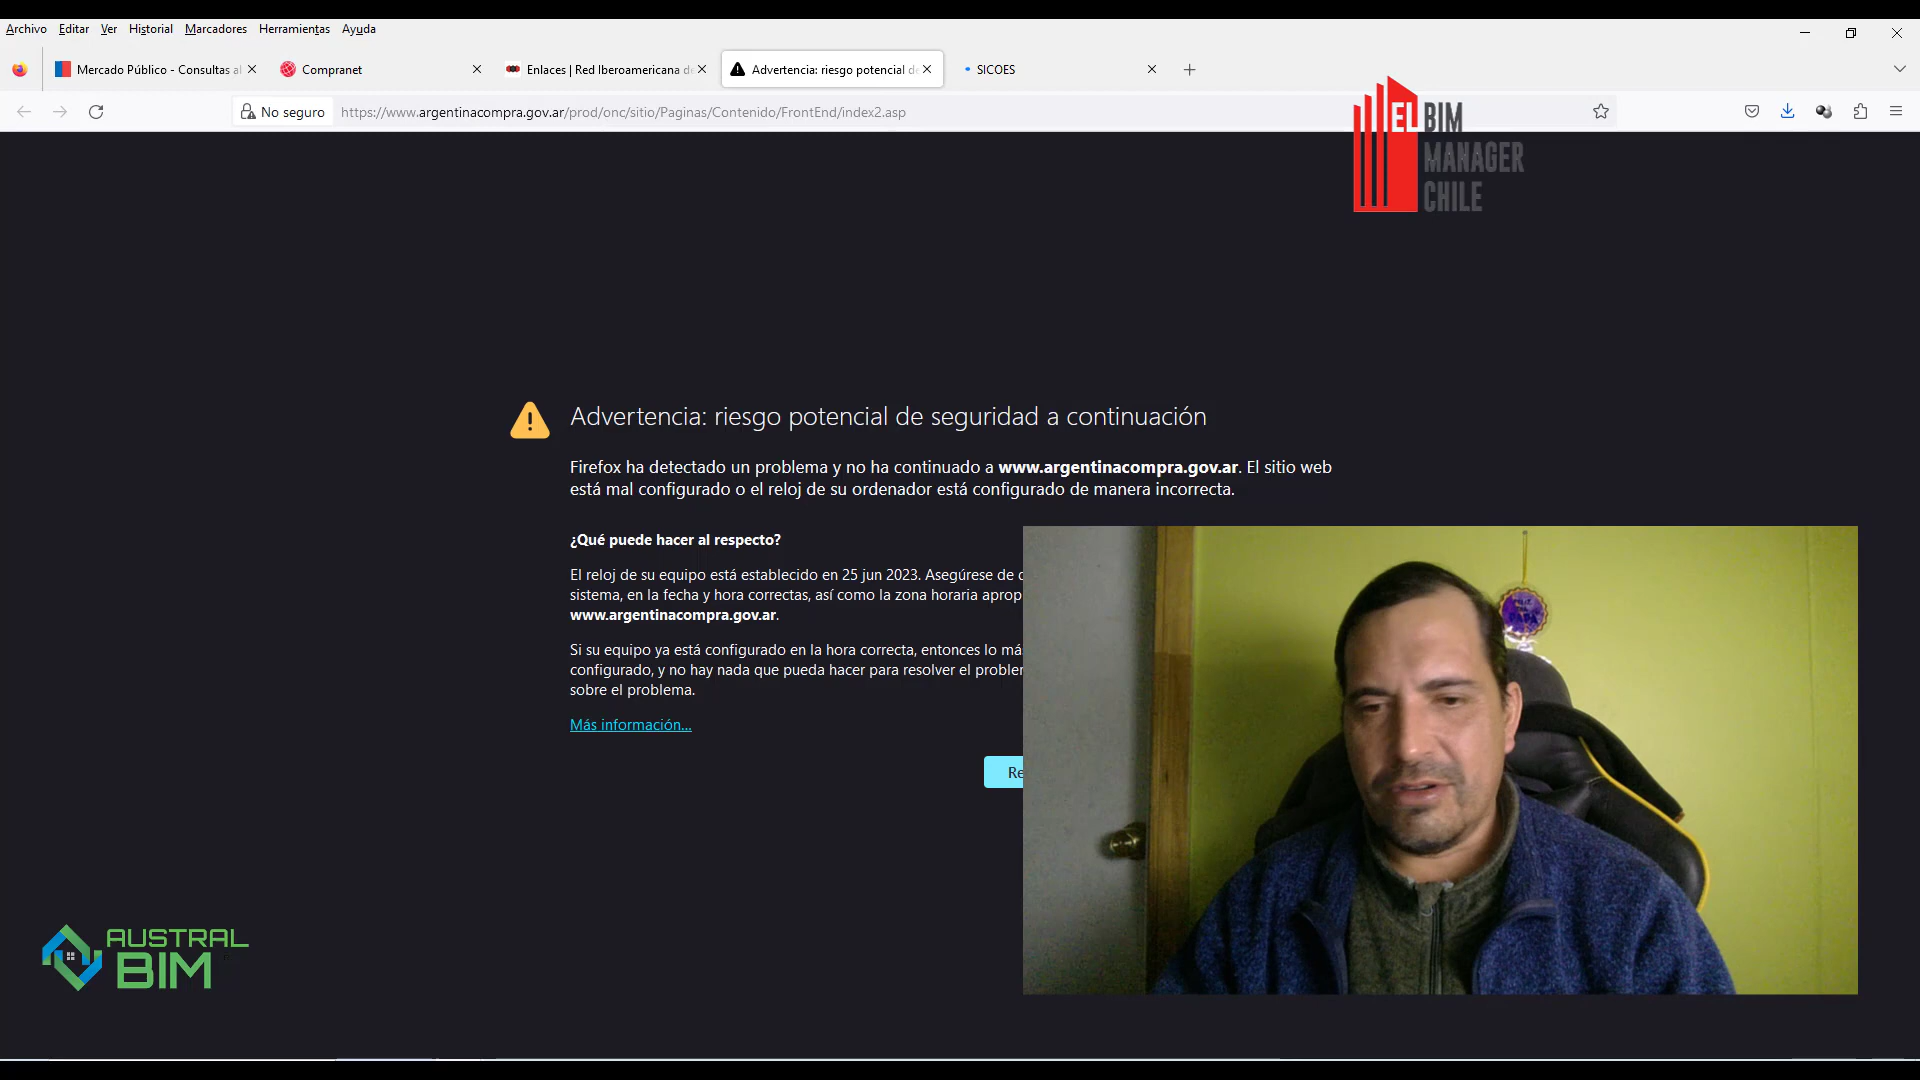 Archivo Editar Ver Historial Marcadores Herramientas Ayuda
Mercado Público - Consultas al
Compranet
Enlaces | Red Iberoamericana de
Advertencia: riesgo potencial de
SICOES
No seguro
https://www.argentinacompra.gov.ar/prod/onc/sitio/Paginas/Contenido/FrontEnd/index2.asp
EL BIM
MANAGER
CHILE
Advertencia: riesgo potencial de seguridad a continuación
Firefox ha detectado un problema y no ha continuado a www.argentinacompra.gov.ar. El sitio web
está mal configurado o el reloj de su ordenador está configurado de manera incorrecta.
¿Qué puede hacer al respecto?
El reloj de su equipo está establecido en 25 jun 2023. Asegúrese de
sistema, en la fecha y hora correctas, así como la zona horaria aprop
www.argentinacompra.gov.ar.
Si su equipo ya está configurado en la hora correcta, entonces lo má
configurado, y no hay nada que pueda hacer para resolver el probler
sobre el problema.
Más información...
Re
AUSTRAL
BIM